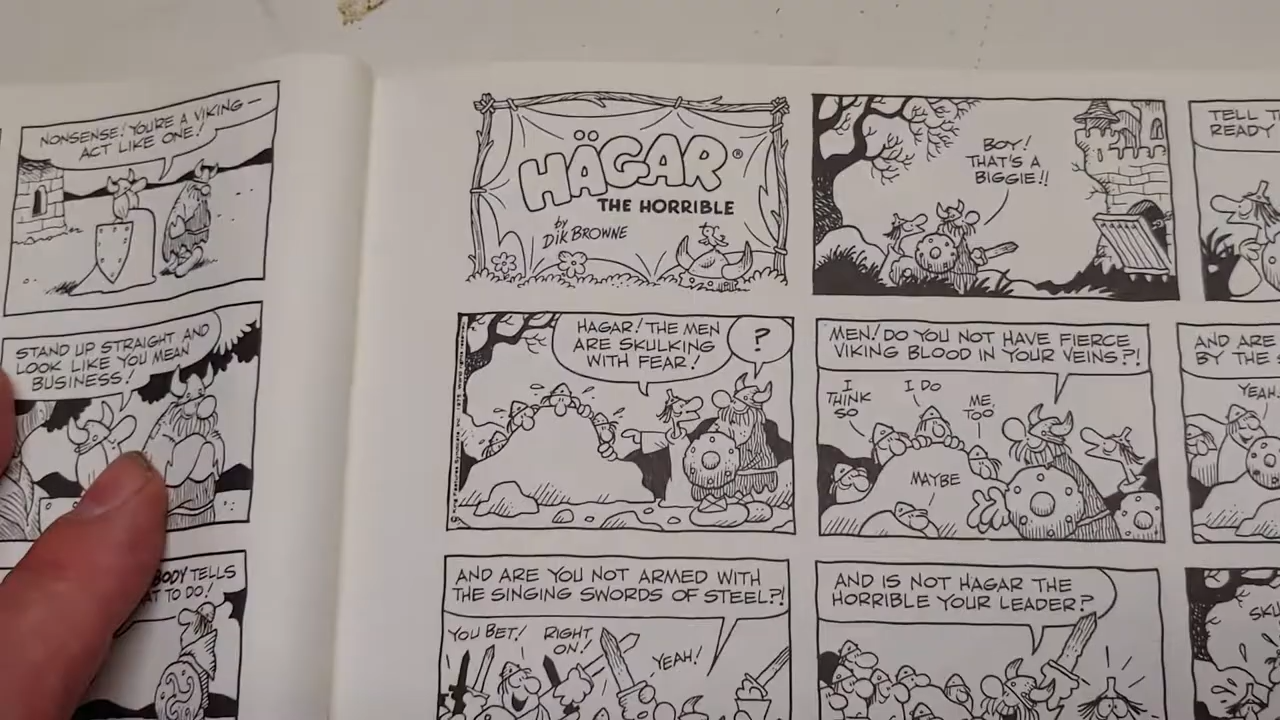 NONSENSE! YOU'RE A VIKING —
ACT LIKE ONE!
STAND UP STRAIGHT AND
LOOK LIKE YOU MEAN
BUSINESS!
TELLS
TO DO!
HÄGAR®
THE HORRIBLE
by
DIK BROWNE
BOY!
THAT'S A
BIGGIE!!
TELL
READY
HAGAR! THE MEN
ARE SKULKING
WITH FEAR!
?
MEN! DO YOU NOT HAVE FIERCE
VIKING BLOOD IN YOUR VEINS?!
I
THINK
SO
I DO
ME,
TOO
MAYBE
AND ARE
BY THE
YEAH
AND ARE YOU NOT ARMED WITH
THE SINGING SWORDS OF STEEL?!
YOU BET!
RIGHT
ON!
YEAH!
AND IS NOT HAGAR THE
HORRIBLE YOUR LEADER?